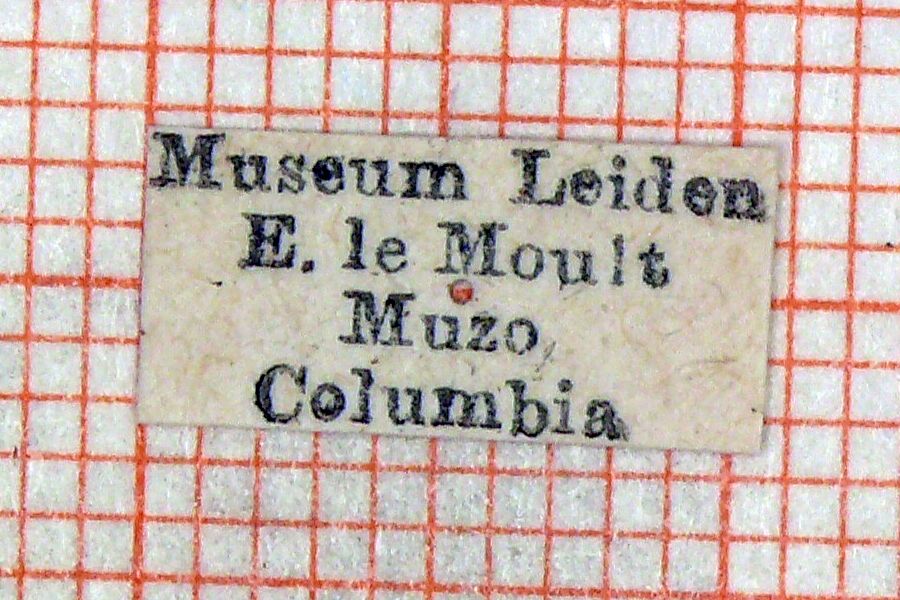 Museum Leiden
E. le Moult
Muzo,
Columbia